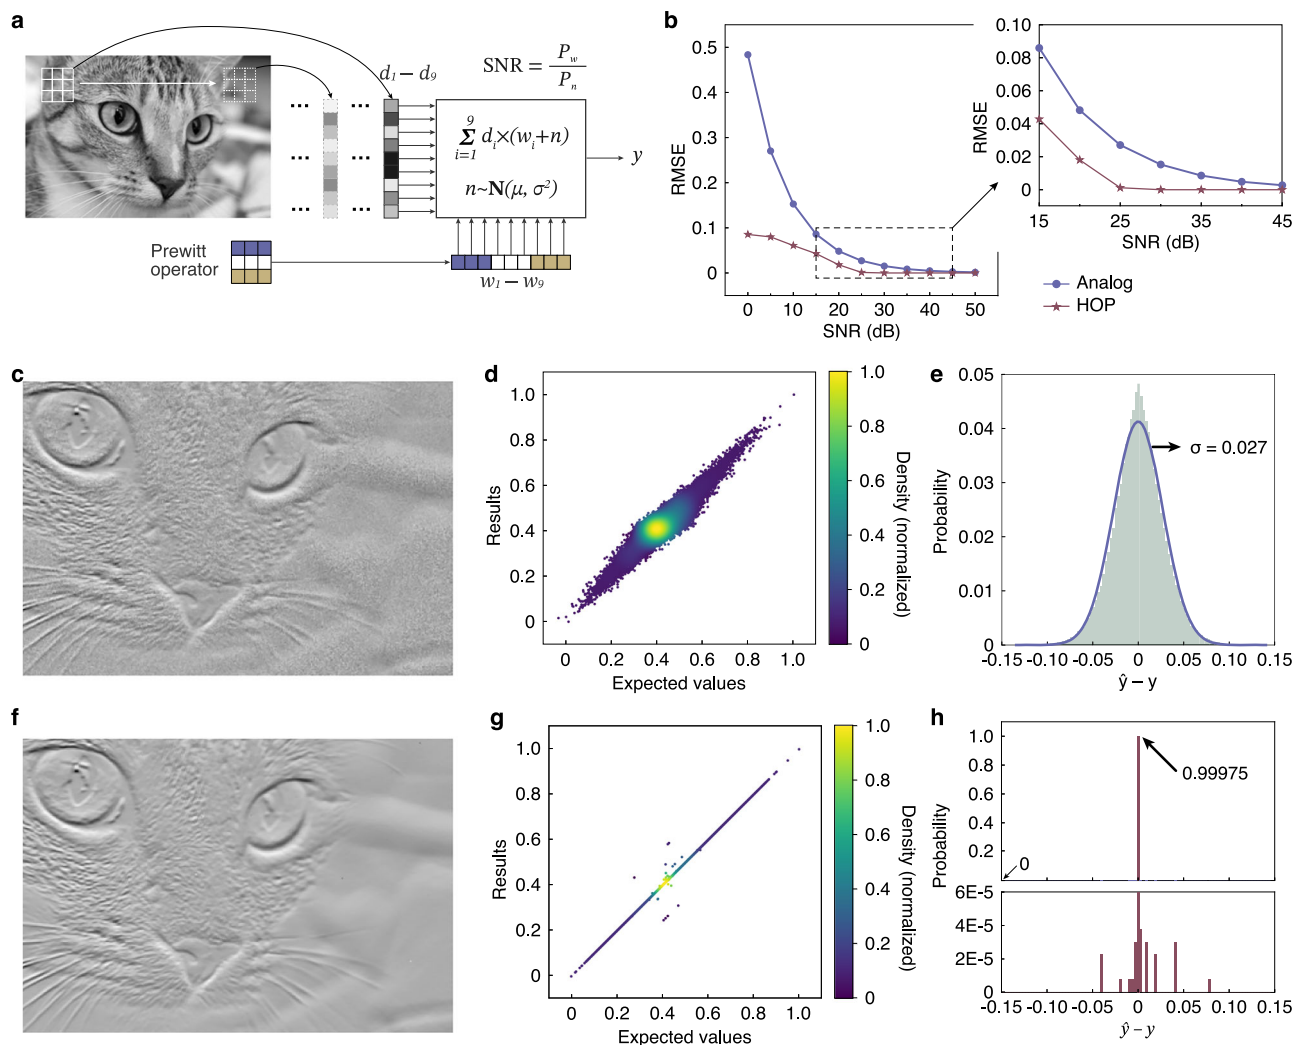 a
d₁ – d₉
SNR = P_w / P_n
... ...
9
Σ dᵢ×(wᵢ+n)
i=1
n~N(μ, σ²)
y
... ...
... ...
Prewitt
operator
w₁ – w₉
b
0.5
0.4
0.3
0.2
0.1
0
RMSE
0 10 20 30 40 50
SNR (dB)
0.10
0.08
0.06
0.04
0.02
0
RMSE
15 25 35 45
SNR (dB)
Analog
HOP
c
d
1.0
0.8
0.6
0.4
0.2
0
Results
0 0.2 0.4 0.6 0.8 1.0
Expected values
1.0
0.8
0.6
0.4
0.2
0
Density (normalized)
e
0.05
0.04
0.03
0.02
0.01
0
Probability
σ = 0.027
-0.15 -0.10 -0.05 0 0.05 0.10 0.15
ŷ – y
f
g
1.0
0.8
0.6
0.4
0.2
0
Results
0 0.2 0.4 0.6 0.8 1.0
Expected values
1.0
0.8
0.6
0.4
0.2
0
Density (normalized)
h
1.0
0.8
0.6
0.4
0.2
Probability
0.99975
0
6E-5
4E-5
2E-5
0
-0.15 -0.10 -0.05 0 0.05 0.10 0.15
ŷ – y